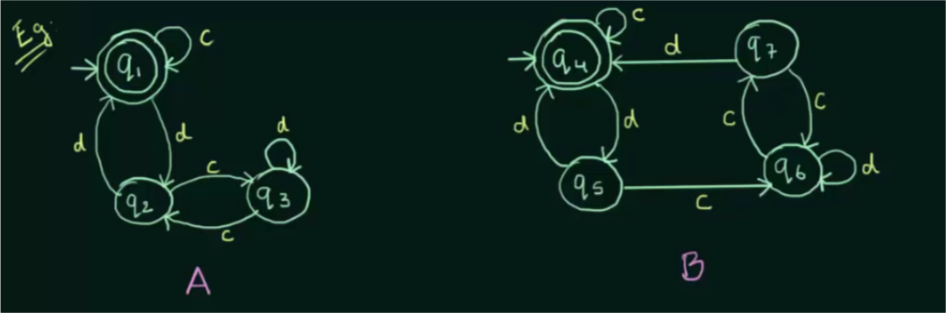 Eg:
q1 c
d d
q2 c q3 d
c
A
q4 c
d q7
d d
q5 c q6 d
c c
B